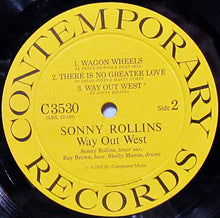 CONTEMPORARY
1. WAGON WHEELS
2. THERE IS NO GREATER LOVE
3. WAY OUT WEST
C3530
Side 2
SONNY ROLLINS
Way Out West
Sonny Rollins, tenor sax;
Ray Brown, bass; Shelly Manne, drums
RECORDS